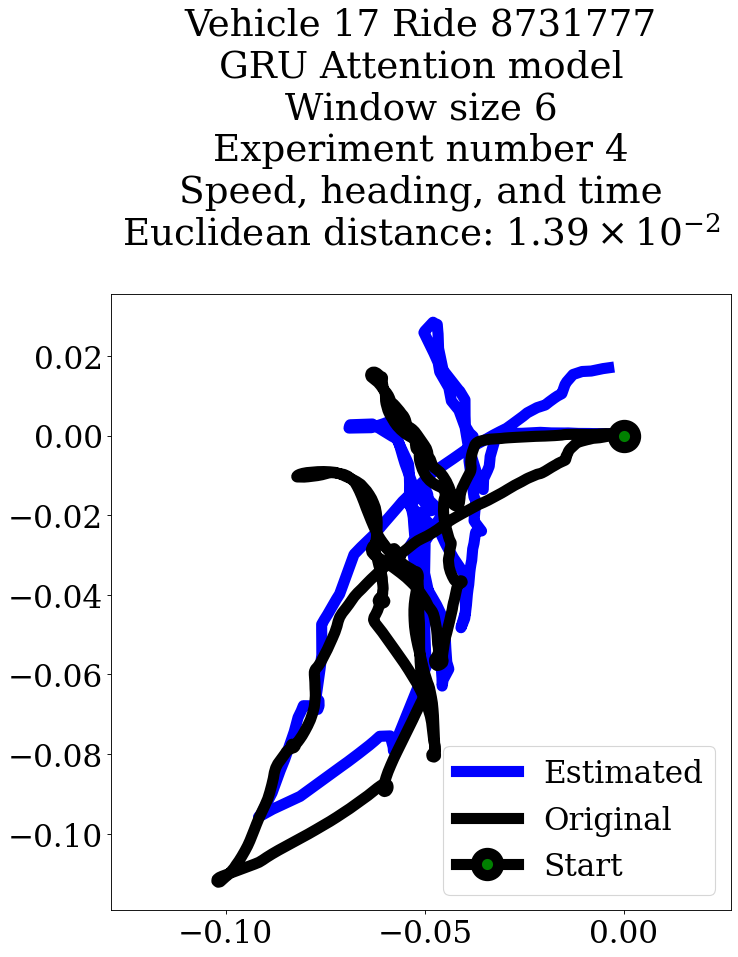 Vehicle 17 Ride 8731777
GRU Attention model
Window size 6
Experiment number 4
Speed, heading, and time
Euclidean distance: 1.39 × 10⁻²
0.02
0.00
−0.02
−0.04
−0.06
−0.08
−0.10
Estimated
Original
Start
−0.10 −0.05 0.00